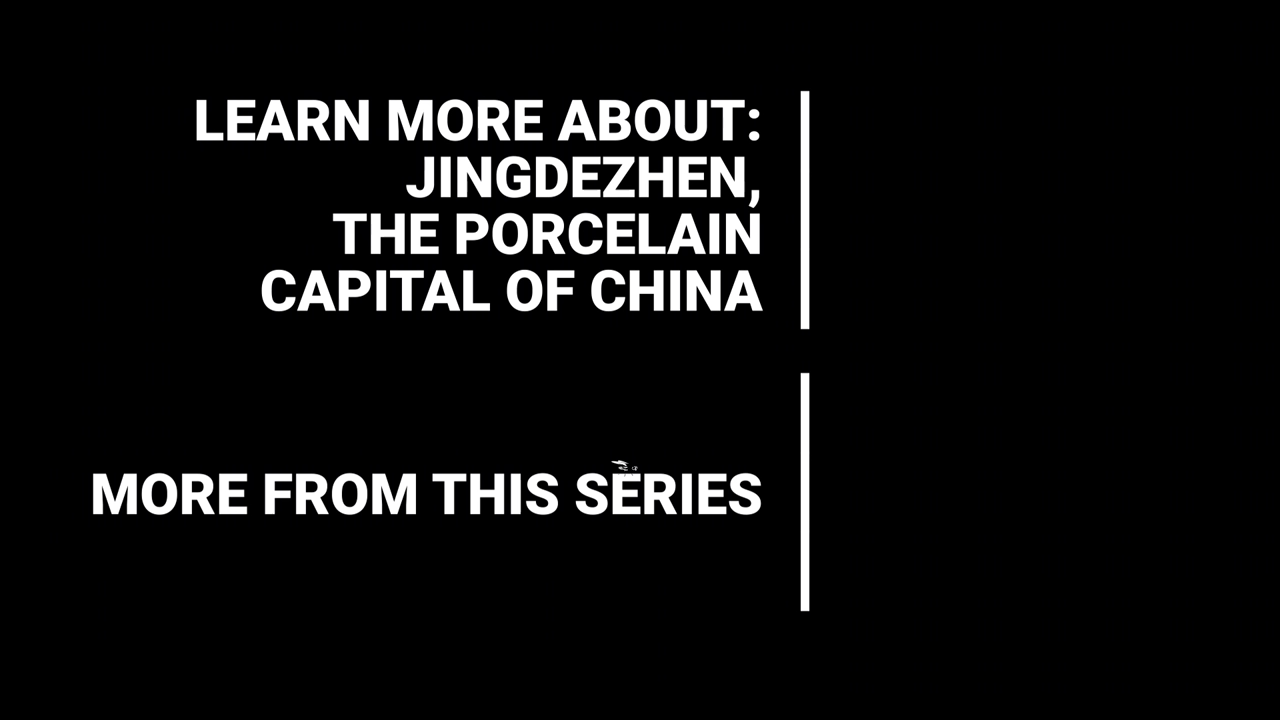 LEARN MORE ABOUT:
JINGDEZHEN,
THE PORCELAIN
CAPITAL OF CHINA
MORE FROM THIS SERIES